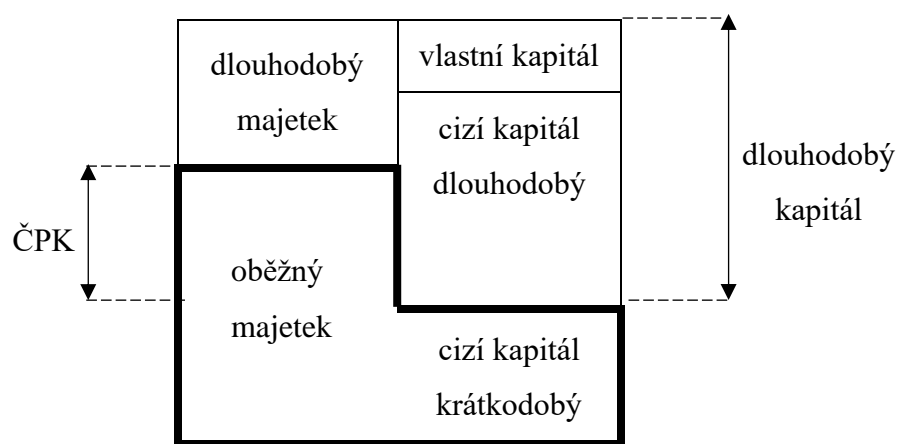 dlouhodobý
majetek
vlastní kapitál
cizí kapitál
dlouhodobý
dlouhodobý
kapitál
ČPK
oběžný
majetek
cizí kapitál
krátkodobý